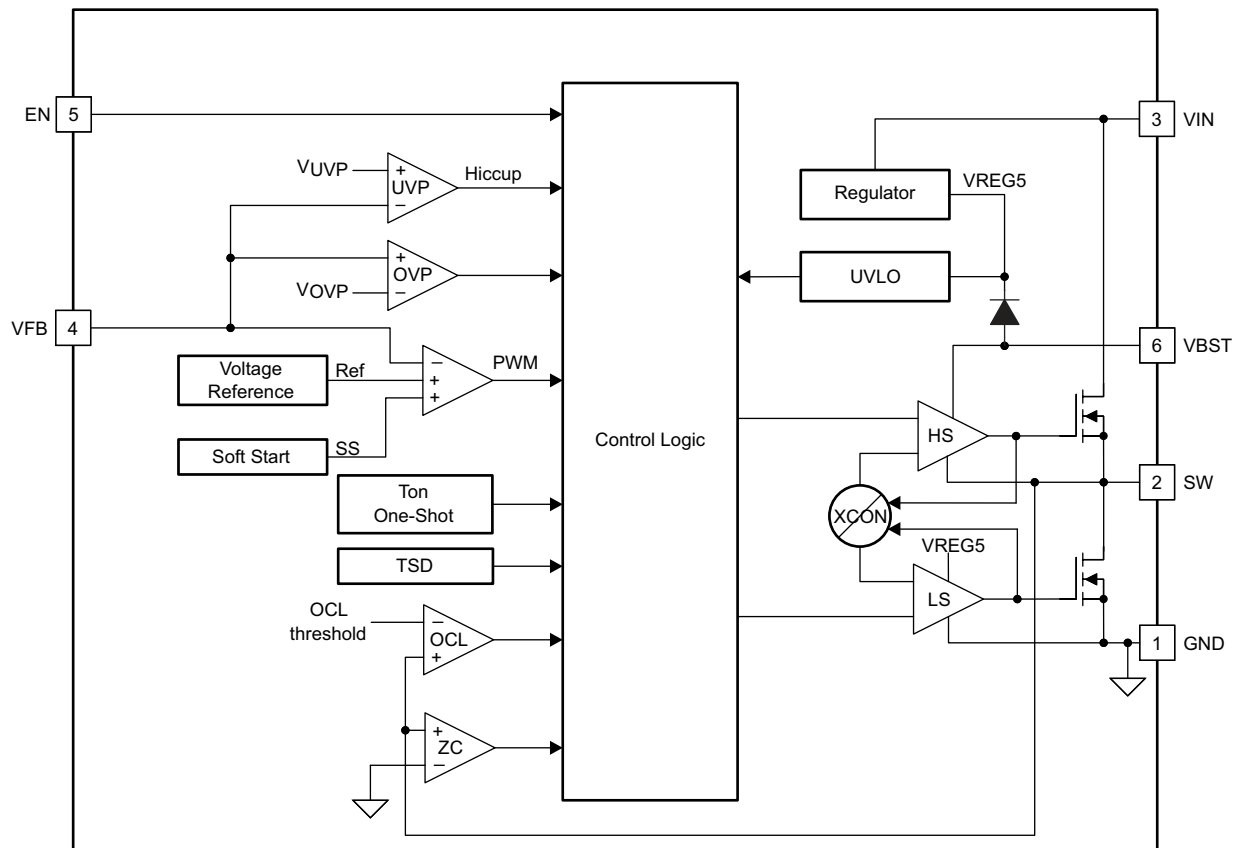 EN
5
VUVP
+
UVP
−
Hiccup
+
OVP
−
VOVP
VFB
4
Voltage
Reference
Ref
−
+
+
PWM
Soft Start
SS
Ton
One-Shot
TSD
OCL
threshold
−
OCL
+
+
ZC
−
Control Logic
3
VIN
Regulator
VREG5
UVLO
6
VBST
HS
2
SW
XCON
VREG5
LS
1
GND